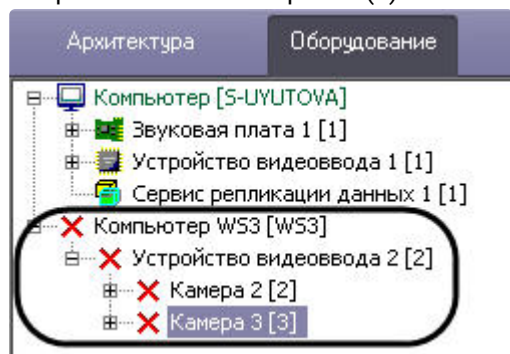 Архитектура Оборудование
Компьютер [S-UYUTOVA]
Звуковая плата 1 [1]
Устройство видеоввода 1 [1]
Сервис репликации данных 1 [1]
Компьютер WS3 [WS3]
Устройство видеоввода 2 [2]
Камера 2 [2]
Камера 3 [3]